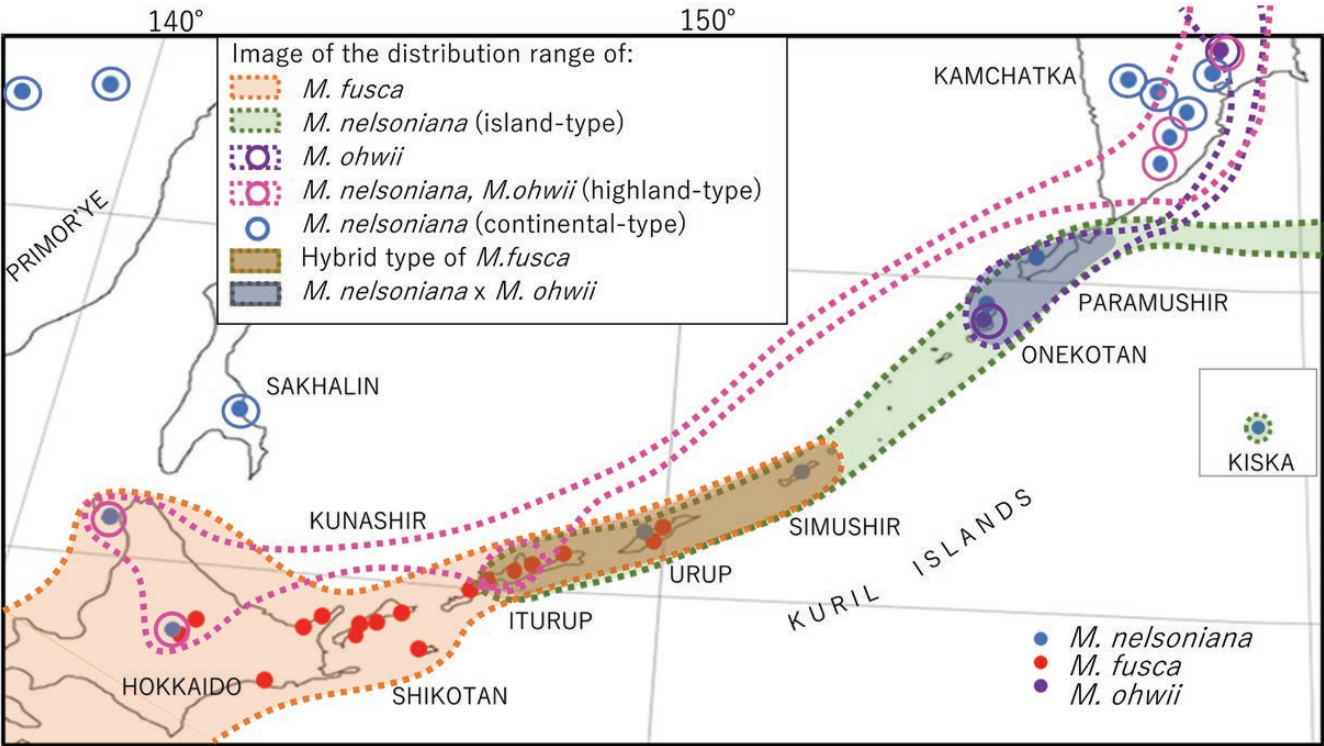 140°
150°
Image of the distribution range of:
M. fusca
M. nelsoniana (island-type)
M. ohwii
M. nelsoniana, M.ohwii (highland-type)
M. nelsoniana (continental-type)
Hybrid type of M.fusca
M. nelsoniana x M. ohwii
KAMCHATKA
PRIMOR'YE
PARAMUSHIR
ONEKOTAN
SAKHALIN
KISKA
KUNASHIR
SIMUSHIR
URUP
KURIL ISLANDS
ITURUP
HOKKAIDO
SHIKOTAN
M. nelsoniana
M. fusca
M. ohwii